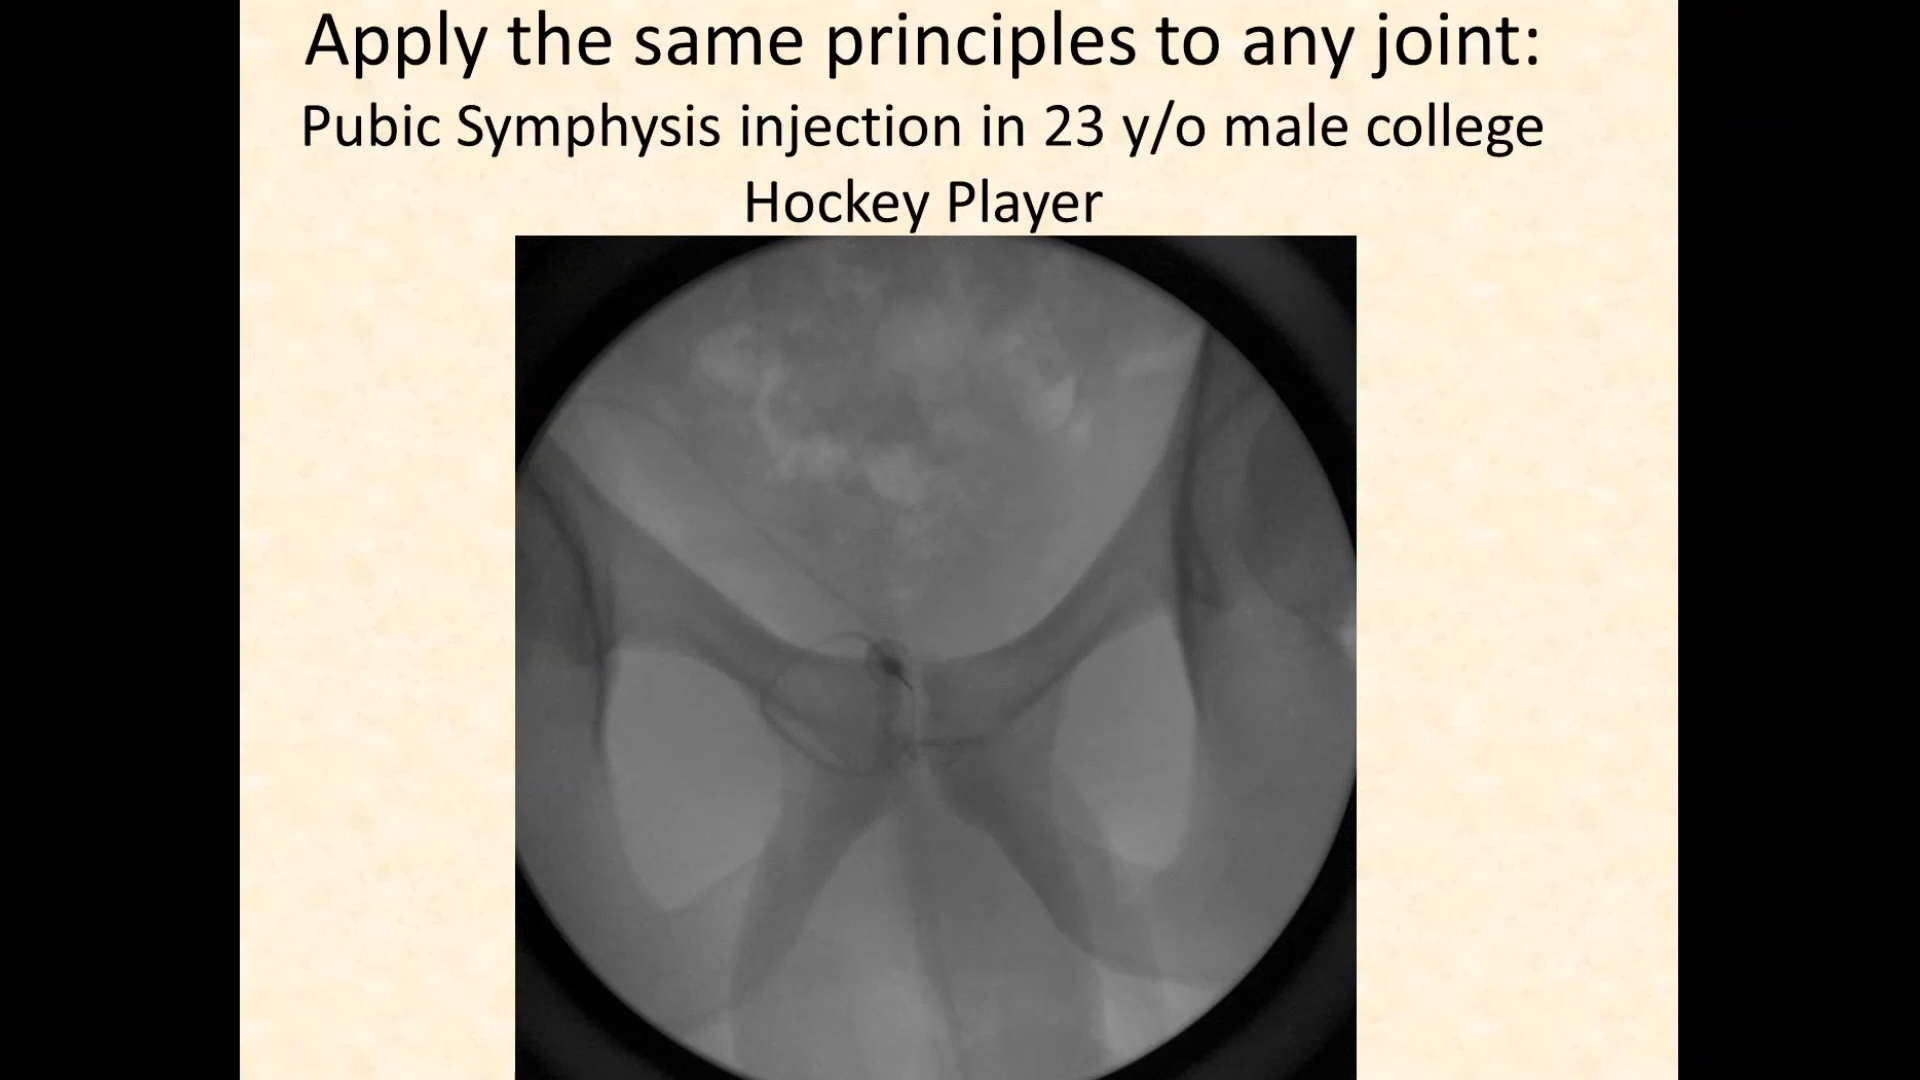 Apply the same principles to any joint:
Pubic Symphysis injection in 23 y/o male college
Hockey Player